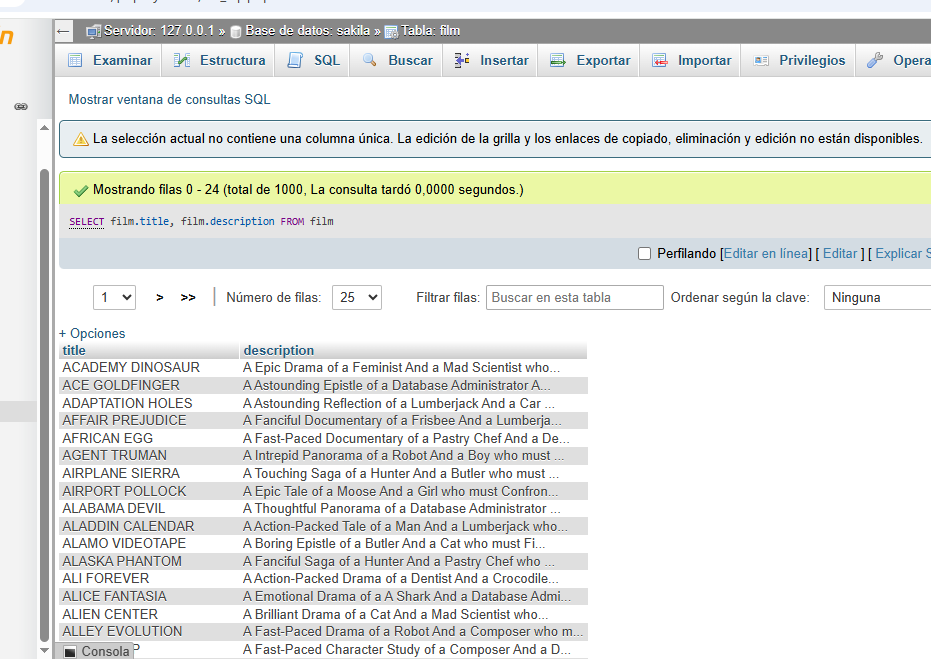 n
← Servidor: 127.0.0.1 » Base de datos: sakila » Tabla: film
Examinar Estructura SQL Buscar Insertar Exportar Importar Privilegios Opera
Mostrar ventana de consultas SQL
La selección actual no contiene una columna única. La edición de la grilla y los enlaces de copiado, eliminación y edición no están disponibles.
Mostrando filas 0 - 24 (total de 1000, La consulta tardó 0,0000 segundos.)
SELECT film.title, film.description FROM film
Perfilando [Editar en línea] [ Editar ] [ Explicar S
1 > >> | Número de filas: 25 Filtrar filas: Buscar en esta tabla Ordenar según la clave: Ninguna
+ Opciones
title description
ACADEMY DINOSAUR A Epic Drama of a Feminist And a Mad Scientist who...
ACE GOLDFINGER A Astounding Epistle of a Database Administrator A...
ADAPTATION HOLES A Astounding Reflection of a Lumberjack And a Car ...
AFFAIR PREJUDICE A Fanciful Documentary of a Frisbee And a Lumberja...
AFRICAN EGG A Fast-Paced Documentary of a Pastry Chef And a De...
AGENT TRUMAN A Intrepid Panorama of a Robot And a Boy who must ...
AIRPLANE SIERRA A Touching Saga of a Hunter And a Butler who must ...
AIRPORT POLLOCK A Epic Tale of a Moose And a Girl who must Confron...
ALABAMA DEVIL A Thoughtful Panorama of a Database Administrator ...
ALADDIN CALENDAR A Action-Packed Tale of a Man And a Lumberjack who...
ALAMO VIDEOTAPE A Boring Epistle of a Butler And a Cat who must Fi...
ALASKA PHANTOM A Fanciful Saga of a Hunter And a Pastry Chef who ...
ALI FOREVER A Action-Packed Drama of a Dentist And a Crocodile...
ALICE FANTASIA A Emotional Drama of a A Shark And a Database Admi...
ALIEN CENTER A Brilliant Drama of a Cat And a Mad Scientist who...
ALLEY EVOLUTION A Fast-Paced Drama of a Robot And a Composer who m...
P A Fast-Paced Character Study of a Composer And a D...
Consola